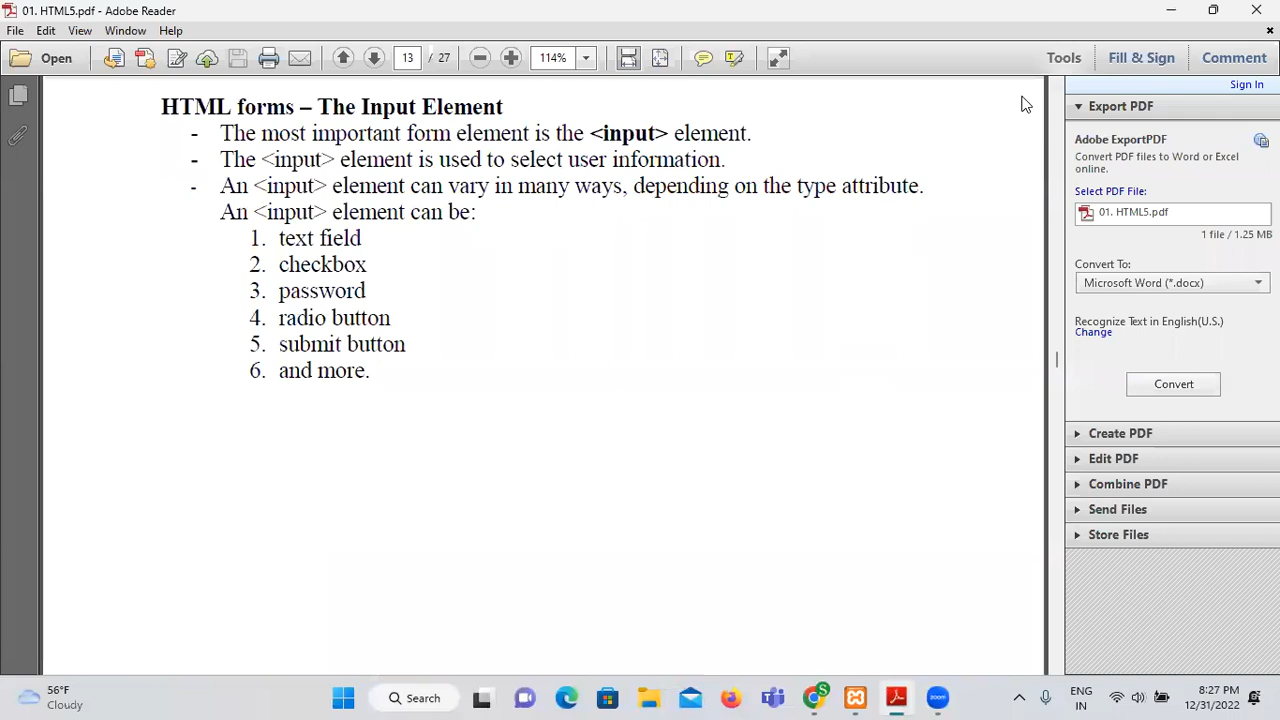 01. HTML5.pdf - Adobe Reader
File Edit View Window Help
Open 13 / 27 114% Tools Fill & Sign Comment
Sign In
HTML forms – The Input Element
- The most important form element is the <input> element.
- The <input> element is used to select user information.
- An <input> element can vary in many ways, depending on the type attribute.
An <input> element can be:
1. text field
2. checkbox
3. password
4. radio button
5. submit button
6. and more.
Export PDF
Adobe ExportPDF
Convert PDF files to Word or Excel
online.
Select PDF File:
01. HTML5.pdf
1 file / 1.25 MB
Convert To:
Microsoft Word (*.docx)
Recognize Text in English(U.S.)
Change
Convert
Create PDF
Edit PDF
Combine PDF
Send Files
Store Files
56°F
Cloudy
Search
S
zoom
ENG
IN
8:27 PM
12/31/2022